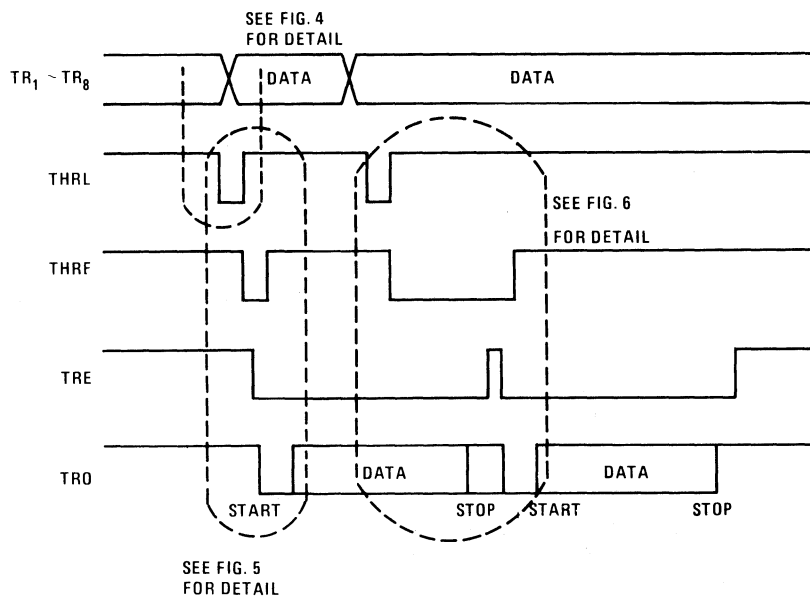 SEE FIG. 4
FOR DETAIL
TR1 ~ TR8
DATA
DATA
THRL
SEE FIG. 6
FOR DETAIL
THRF
TRE
TRO
DATA
DATA
START
STOP
START
STOP
SEE FIG. 5
FOR DETAIL